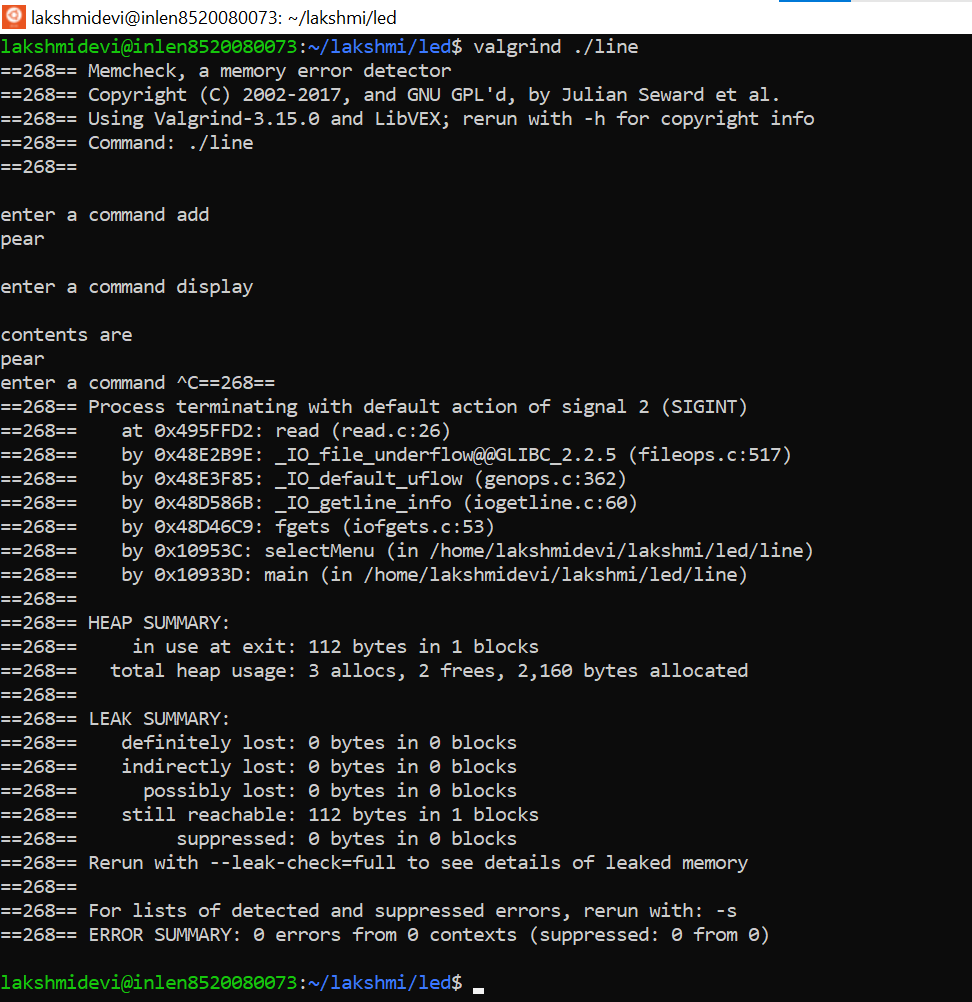 lakshmidevi@inlen8520080073: ~/lakshmi/led
lakshmidevi@inlen8520080073:~/lakshmi/led$ valgrind ./line
==268== Memcheck, a memory error detector
==268== Copyright (C) 2002-2017, and GNU GPL'd, by Julian Seward et al.
==268== Using Valgrind-3.15.0 and LibVEX; rerun with -h for copyright info
==268== Command: ./line
==268==
enter a command add
pear
enter a command display
contents are
pear
enter a command ^C==268==
==268== Process terminating with default action of signal 2 (SIGINT)
==268==    at 0x495FFD2: read (read.c:26)
==268==    by 0x48E2B9E: _IO_file_underflow@@GLIBC_2.2.5 (fileops.c:517)
==268==    by 0x48E3F85: _IO_default_uflow (genops.c:362)
==268==    by 0x48D586B: _IO_getline_info (iogetline.c:60)
==268==    by 0x48D46C9: fgets (iofgets.c:53)
==268==    by 0x10953C: selectMenu (in /home/lakshmidevi/lakshmi/led/line)
==268==    by 0x10933D: main (in /home/lakshmidevi/lakshmi/led/line)
==268==
==268== HEAP SUMMARY:
==268==     in use at exit: 112 bytes in 1 blocks
==268==   total heap usage: 3 allocs, 2 frees, 2,160 bytes allocated
==268==
==268== LEAK SUMMARY:
==268==    definitely lost: 0 bytes in 0 blocks
==268==    indirectly lost: 0 bytes in 0 blocks
==268==      possibly lost: 0 bytes in 0 blocks
==268==    still reachable: 112 bytes in 1 blocks
==268==         suppressed: 0 bytes in 0 blocks
==268== Rerun with --leak-check=full to see details of leaked memory
==268==
==268== For lists of detected and suppressed errors, rerun with: -s
==268== ERROR SUMMARY: 0 errors from 0 contexts (suppressed: 0 from 0)
lakshmidevi@inlen8520080073:~/lakshmi/led$